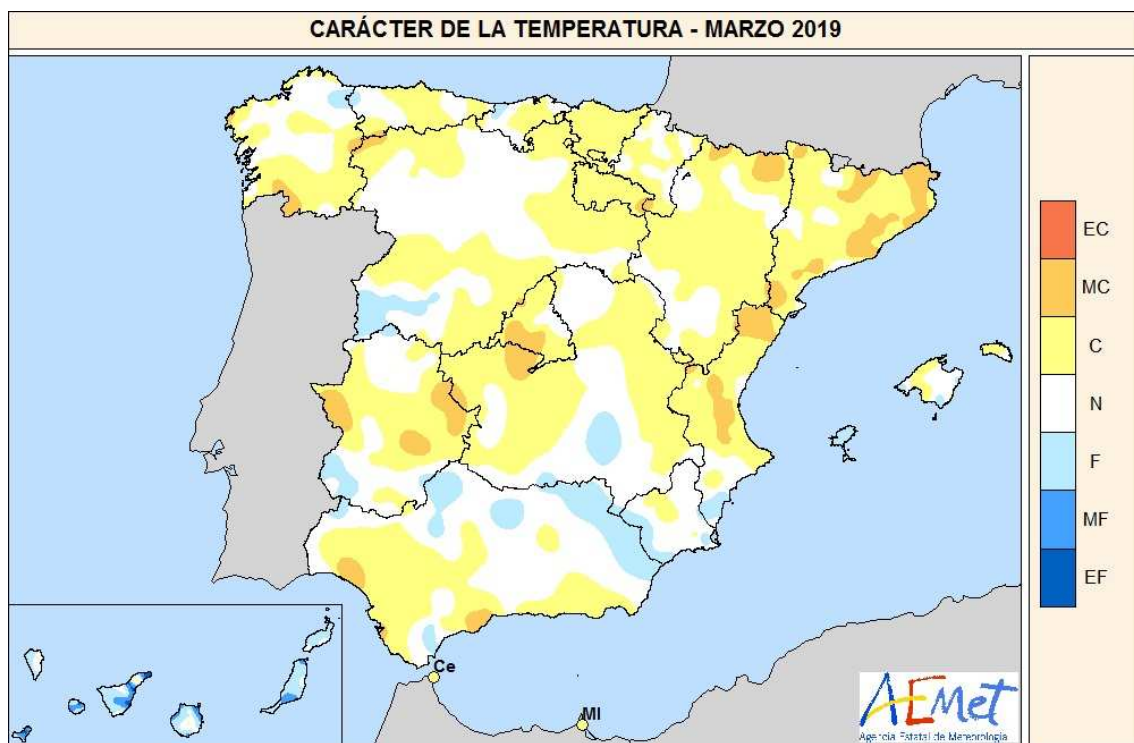 CARÁCTER DE LA TEMPERATURA - MARZO 2019
EC
MC
C
N
F
MF
EF
Ce
Ml
AEmet
Agencia Estatal de Meteorología